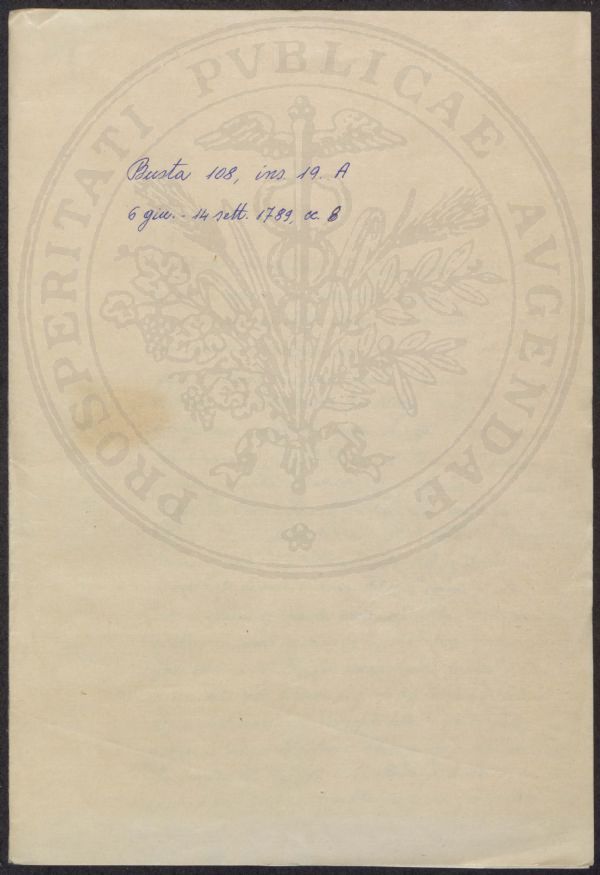 PROSPERITATI PVBLICAE AVGENDAE
Busta 108, ins. 19. A
6 giu. - 14 sett. 1789, cc. 8